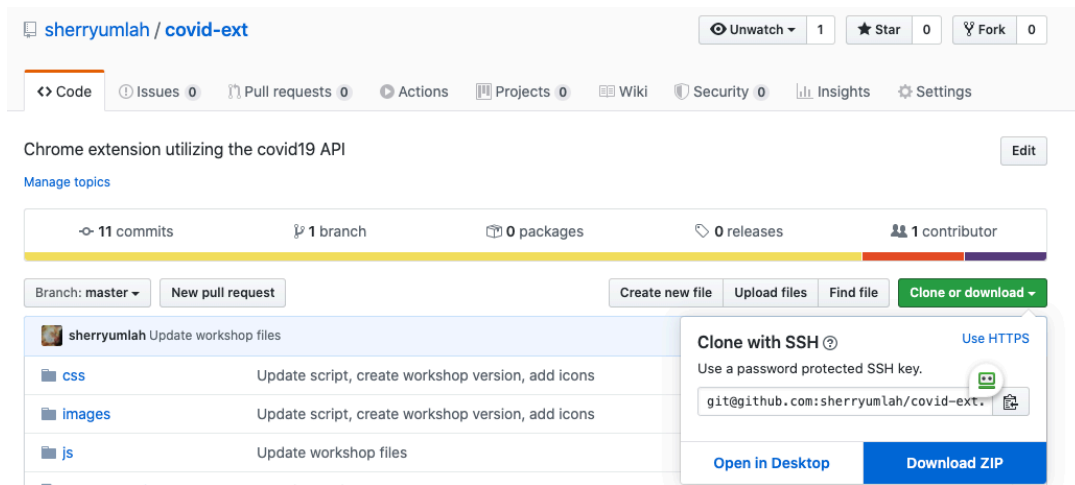 sherryumlah / covid-ext
Unwatch 1 Star 0 Fork 0
Code Issues 0 Pull requests 0 Actions Projects 0 Wiki Security 0 Insights Settings
Chrome extension utilizing the covid19 API Edit
Manage topics
11 commits 1 branch 0 packages 0 releases 1 contributor
Branch: master New pull request Create new file Upload files Find file Clone or download
sherryumlah Update workshop files
Clone with SSH ? Use HTTPS
Use a password protected SSH key.
css Update script, create workshop version, add icons
git@github.com:sherryumlah/covid-ext.
images Update script, create workshop version, add icons
js Update workshop files
Open in Desktop Download ZIP